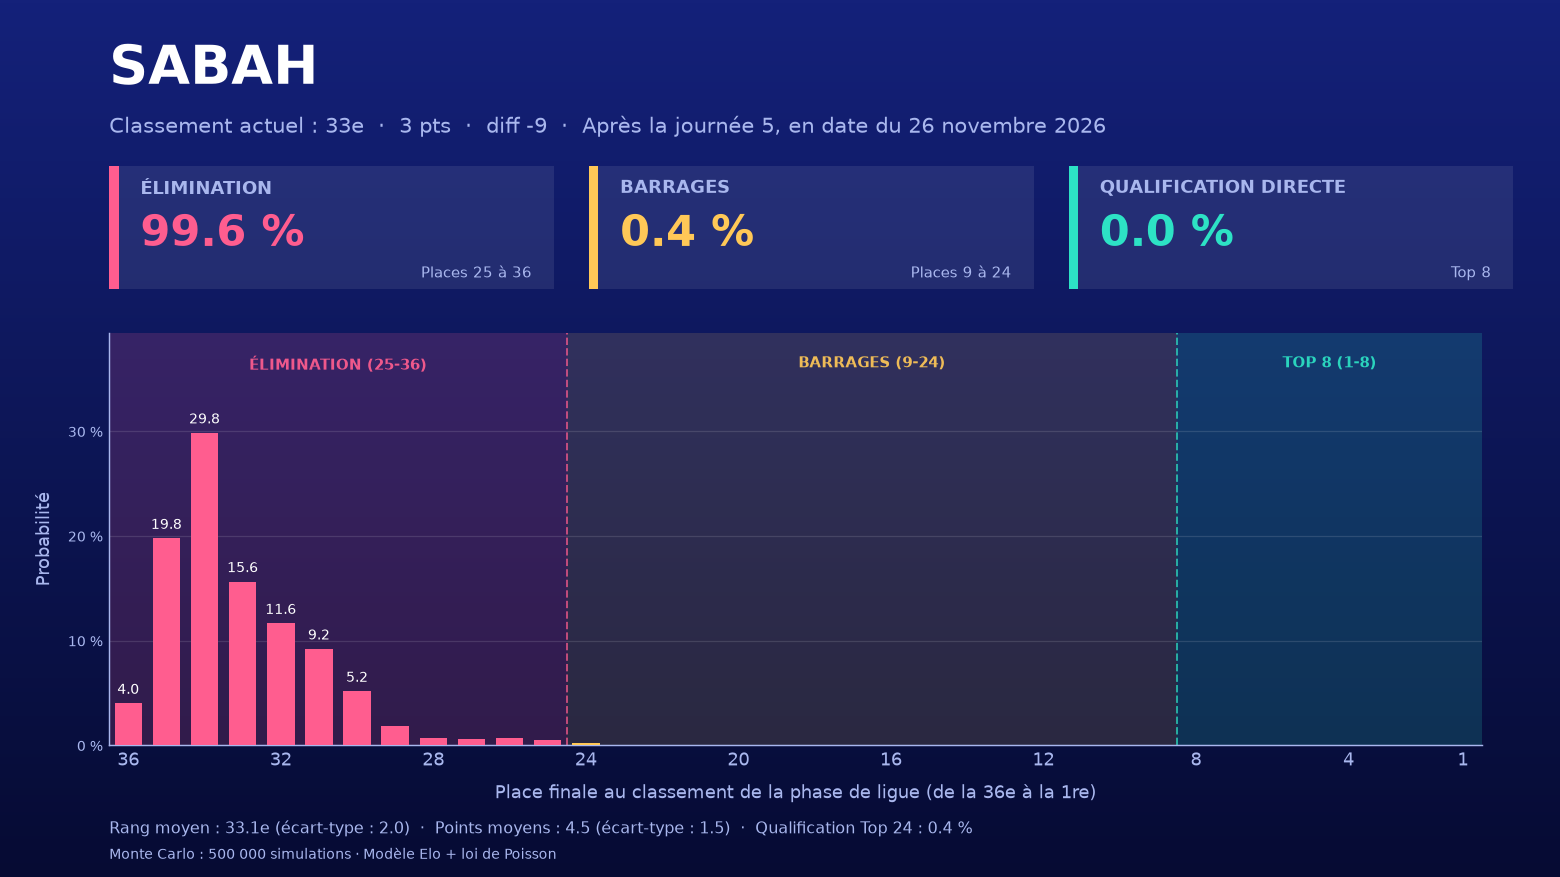 SABAH
Classement actuel : 33e · 3 pts · diff -9 · Après la journée 5, en date du 26 novembre 2026
ÉLIMINATION
99.6 %
Places 25 à 36
BARRAGES
0.4 %
Places 9 à 24
QUALIFICATION DIRECTE
0.0 %
Top 8
ÉLIMINATION (25-36)
BARRAGES (9-24)
TOP 8 (1-8)
Probabilité
30 %
20 %
10 %
0 %
4.0
19.8
29.8
15.6
11.6
9.2
5.2
36 32 28 24 20 16 12 8 4 1
Place finale au classement de la phase de ligue (de la 36e à la 1re)
Rang moyen : 33.1e (écart-type : 2.0) · Points moyens : 4.5 (écart-type : 1.5) · Qualification Top 24 : 0.4 %
Monte Carlo : 500 000 simulations · Modèle Elo + loi de Poisson